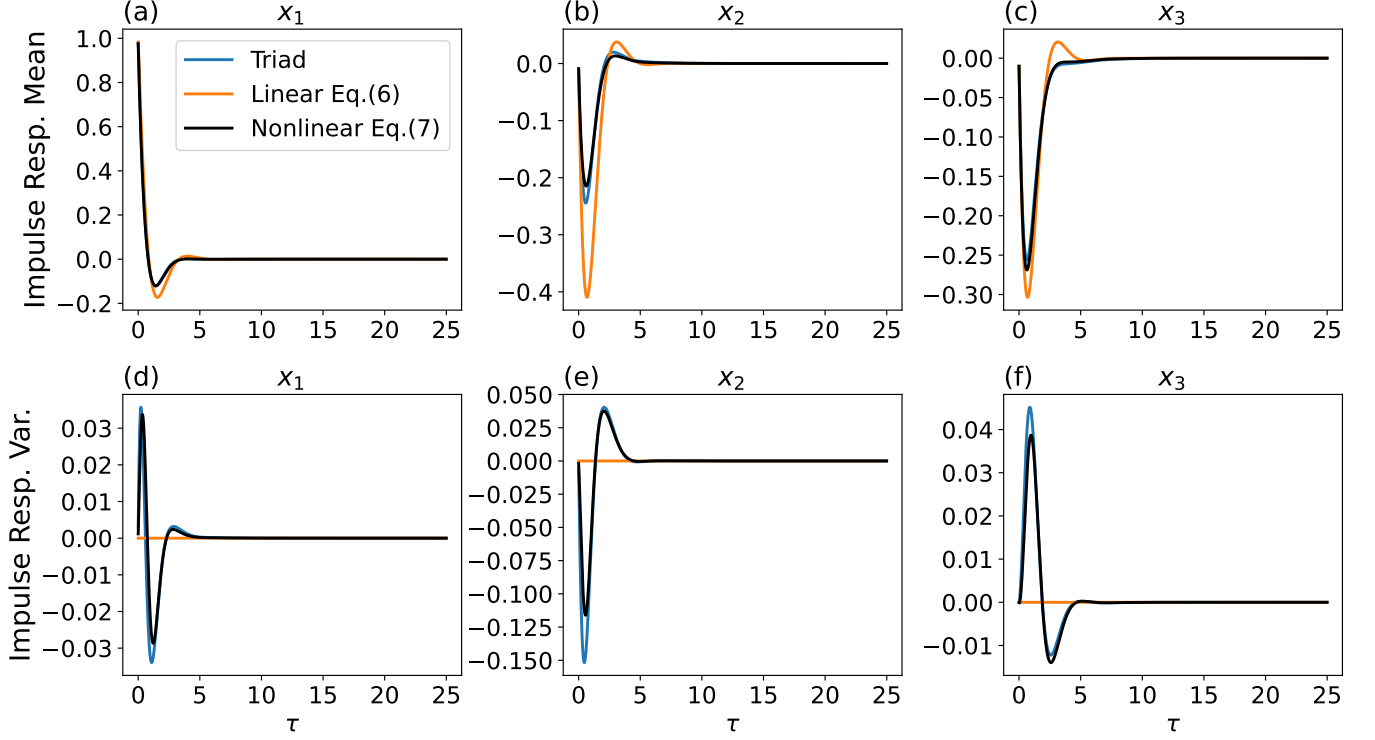 (a) x₁
(b) x₂
(c) x₃
Impulse Resp. Mean
1.0
0.8
0.6
0.4
0.2
0.0
−0.2
Triad
Linear Eq.(6)
Nonlinear Eq.(7)
0 5 10 15 20 25
0.0
−0.1
−0.2
−0.3
−0.4
0 5 10 15 20 25
0.00
−0.05
−0.10
−0.15
−0.20
−0.25
−0.30
0 5 10 15 20 25
(d) x₁
(e) x₂
(f) x₃
Impulse Resp. Var.
0.03
0.02
0.01
0.00
−0.01
−0.02
−0.03
0 5 10 15 20 25
τ
0.050
0.025
0.000
−0.025
−0.050
−0.075
−0.100
−0.125
−0.150
0 5 10 15 20 25
τ
0.04
0.03
0.02
0.01
0.00
−0.01
0 5 10 15 20 25
τ